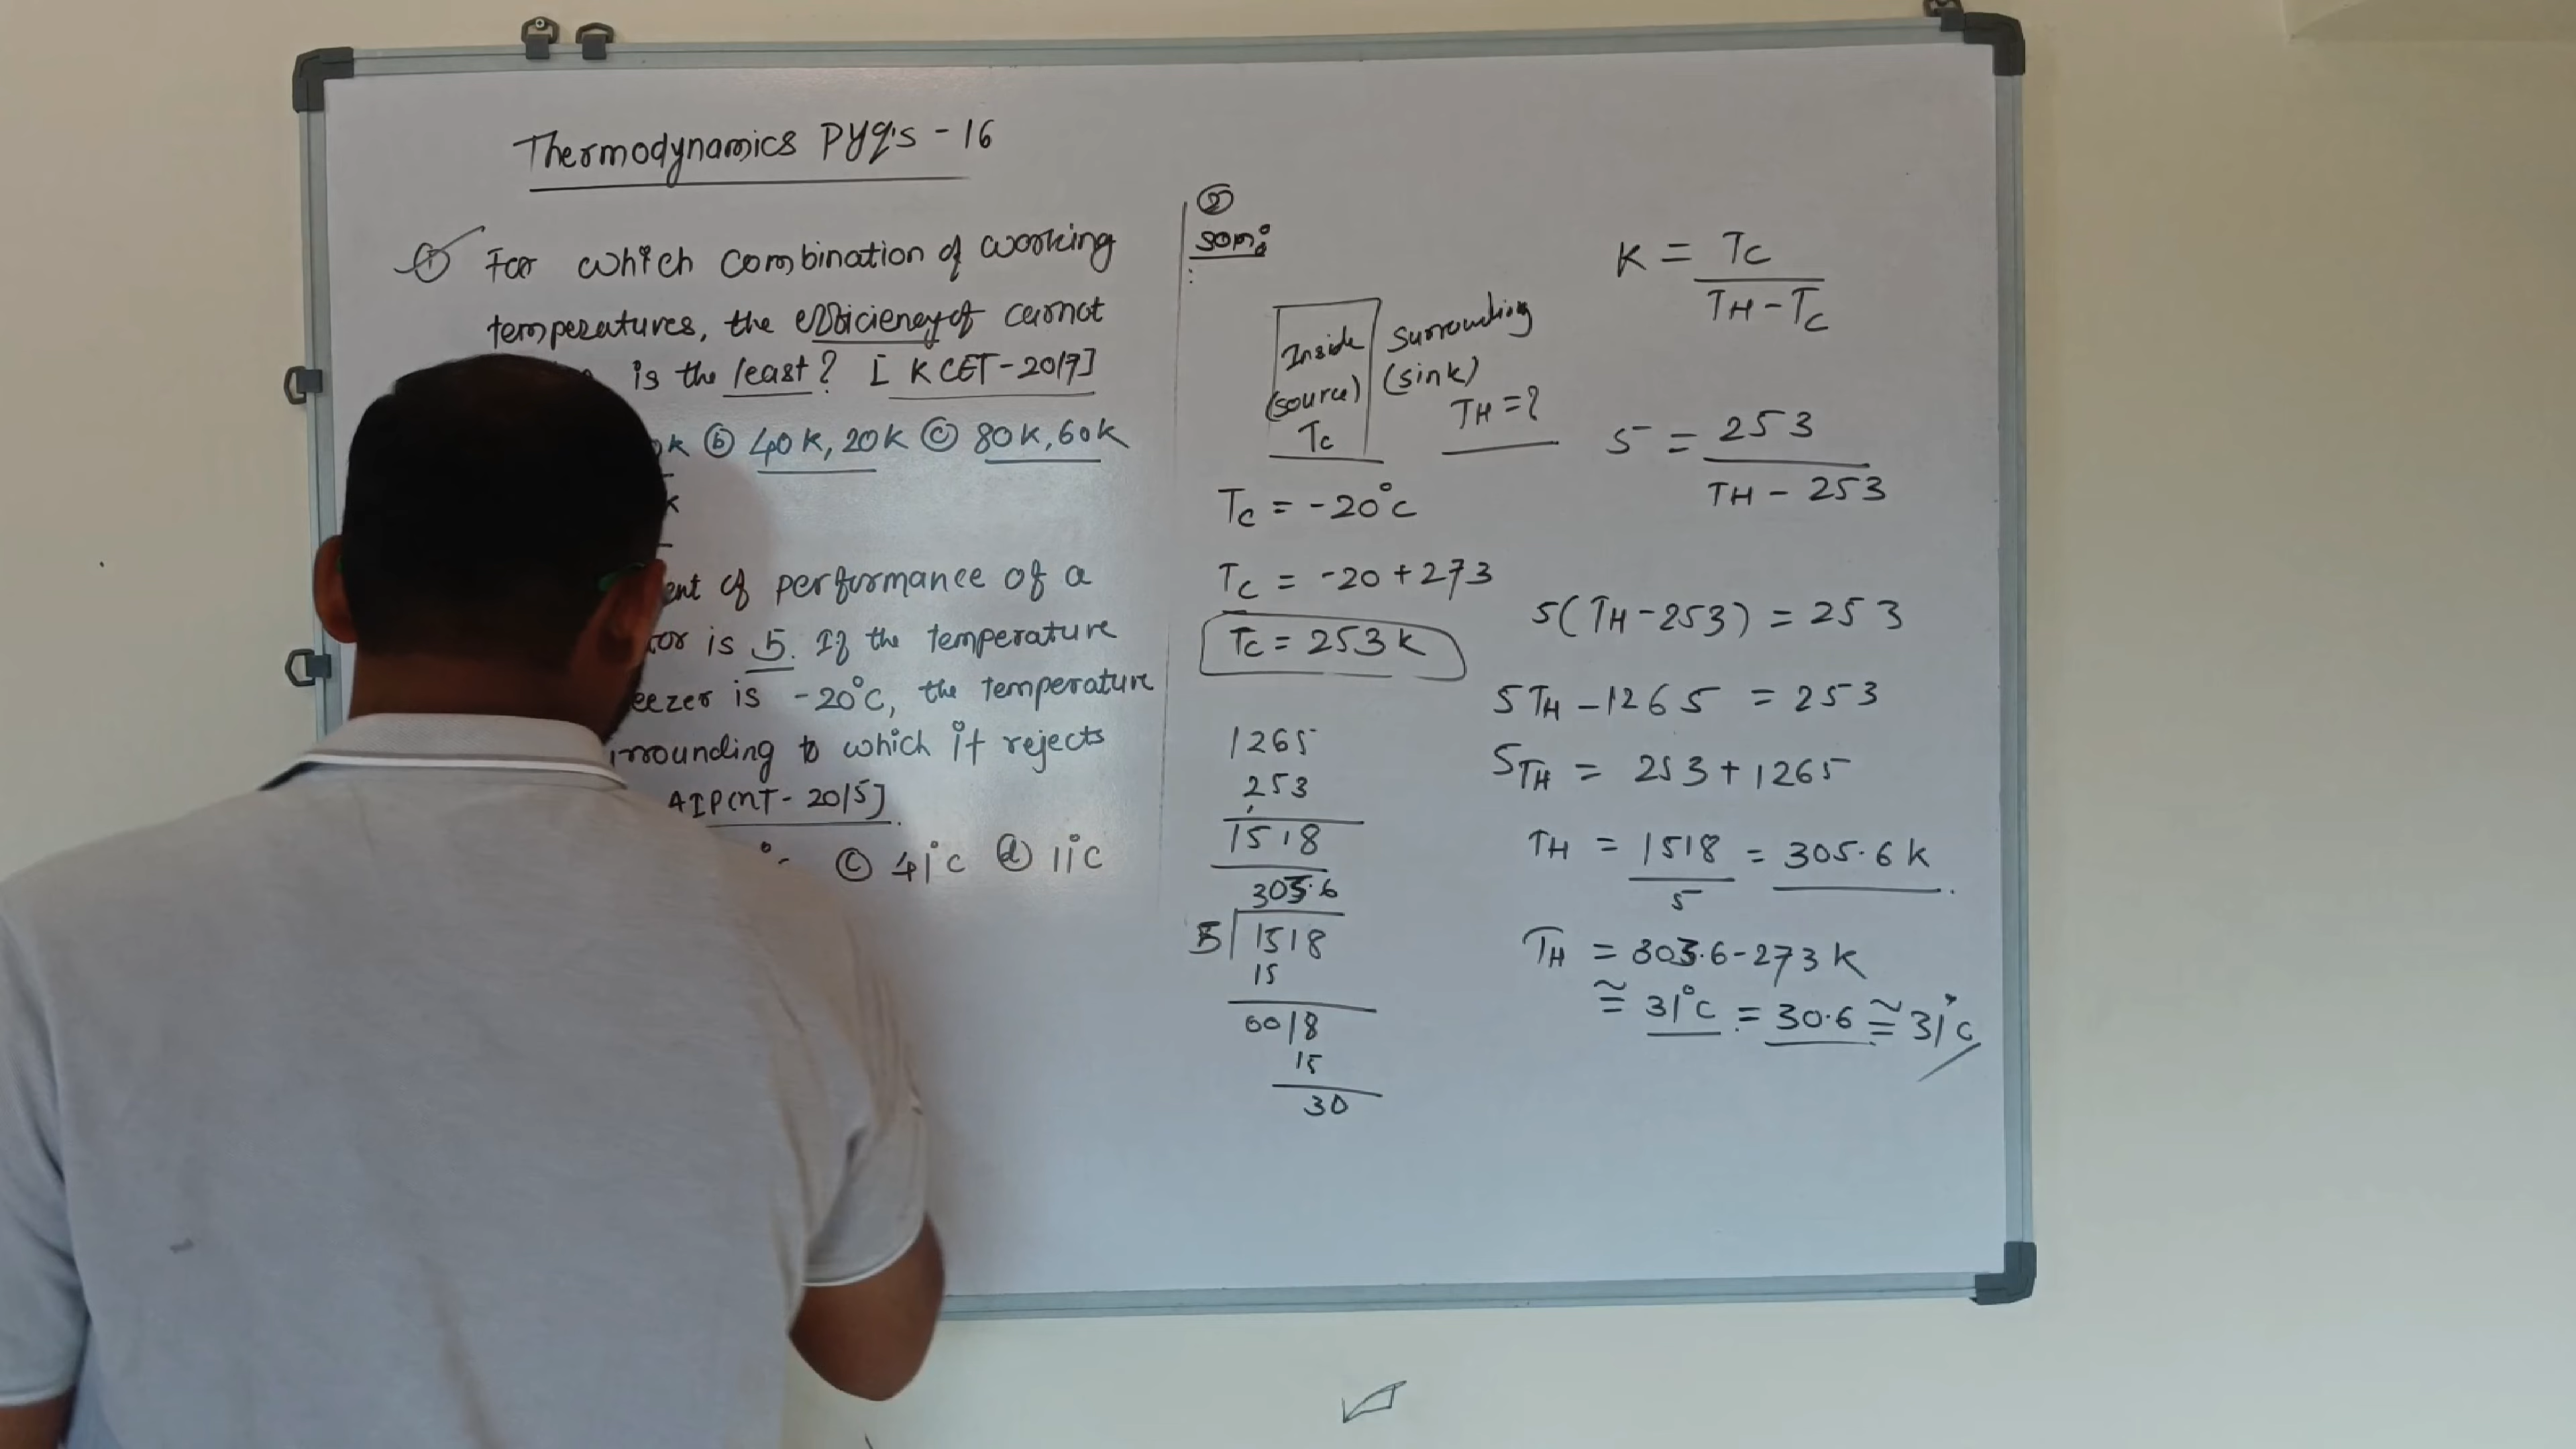 Thermodynamics PYq's - 16
① For which combination of working
temperatures, the efficiency of carnot
is the least? [KCET-2017]
K ⓑ 40K, 20K ⓒ 80K, 60K
K
ent of performance of a
tor is 5. If the temperature
eezer is -20°C, the temperature
rrounding to which it rejects
AIPMT-2015]
ⓒ 41°C ⓓ 11°C
②
Inside
(source)
Tc
Surrounding
(sink)
TH = ?
Tc = -20°C
Tc = -20 + 273
Tc = 253 K
1265
253
1518
303.6
5 1518
15
0018
15
30
K = Tc
TH - Tc
5 = 253
TH - 253
5(TH - 253) = 253
5TH - 1265 = 253
5TH = 253 + 1265
TH = 1518 = 305.6 K
5
TH = 303.6 - 273 K
≅ 31°C = 30.6 ≅ 31°C